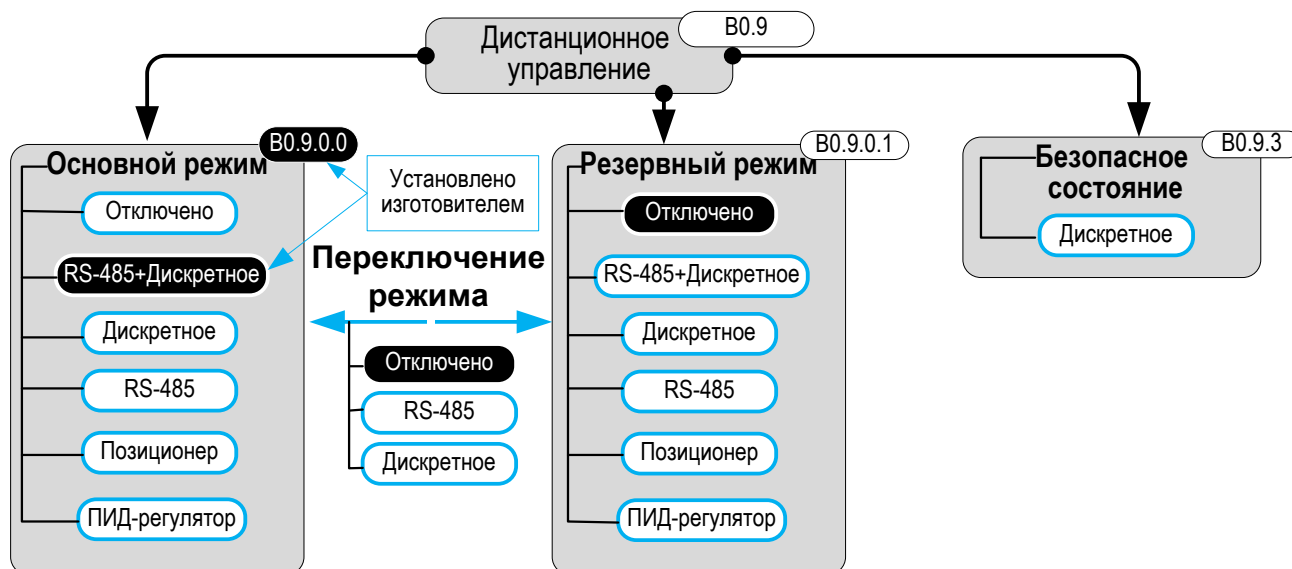 Дистанционное
управление
B0.9
Основной режим
B0.9.0.0
Отключено
RS-485+Дискретное
Дискретное
RS-485
Позиционер
ПИД-регулятор
Установлено
изготовителем
Переключение
режима
Отключено
RS-485
Дискретное
Резервный режим
B0.9.0.1
Отключено
RS-485+Дискретное
Дискретное
RS-485
Позиционер
ПИД-регулятор
Безопасное
состояние
B0.9.3
Дискретное